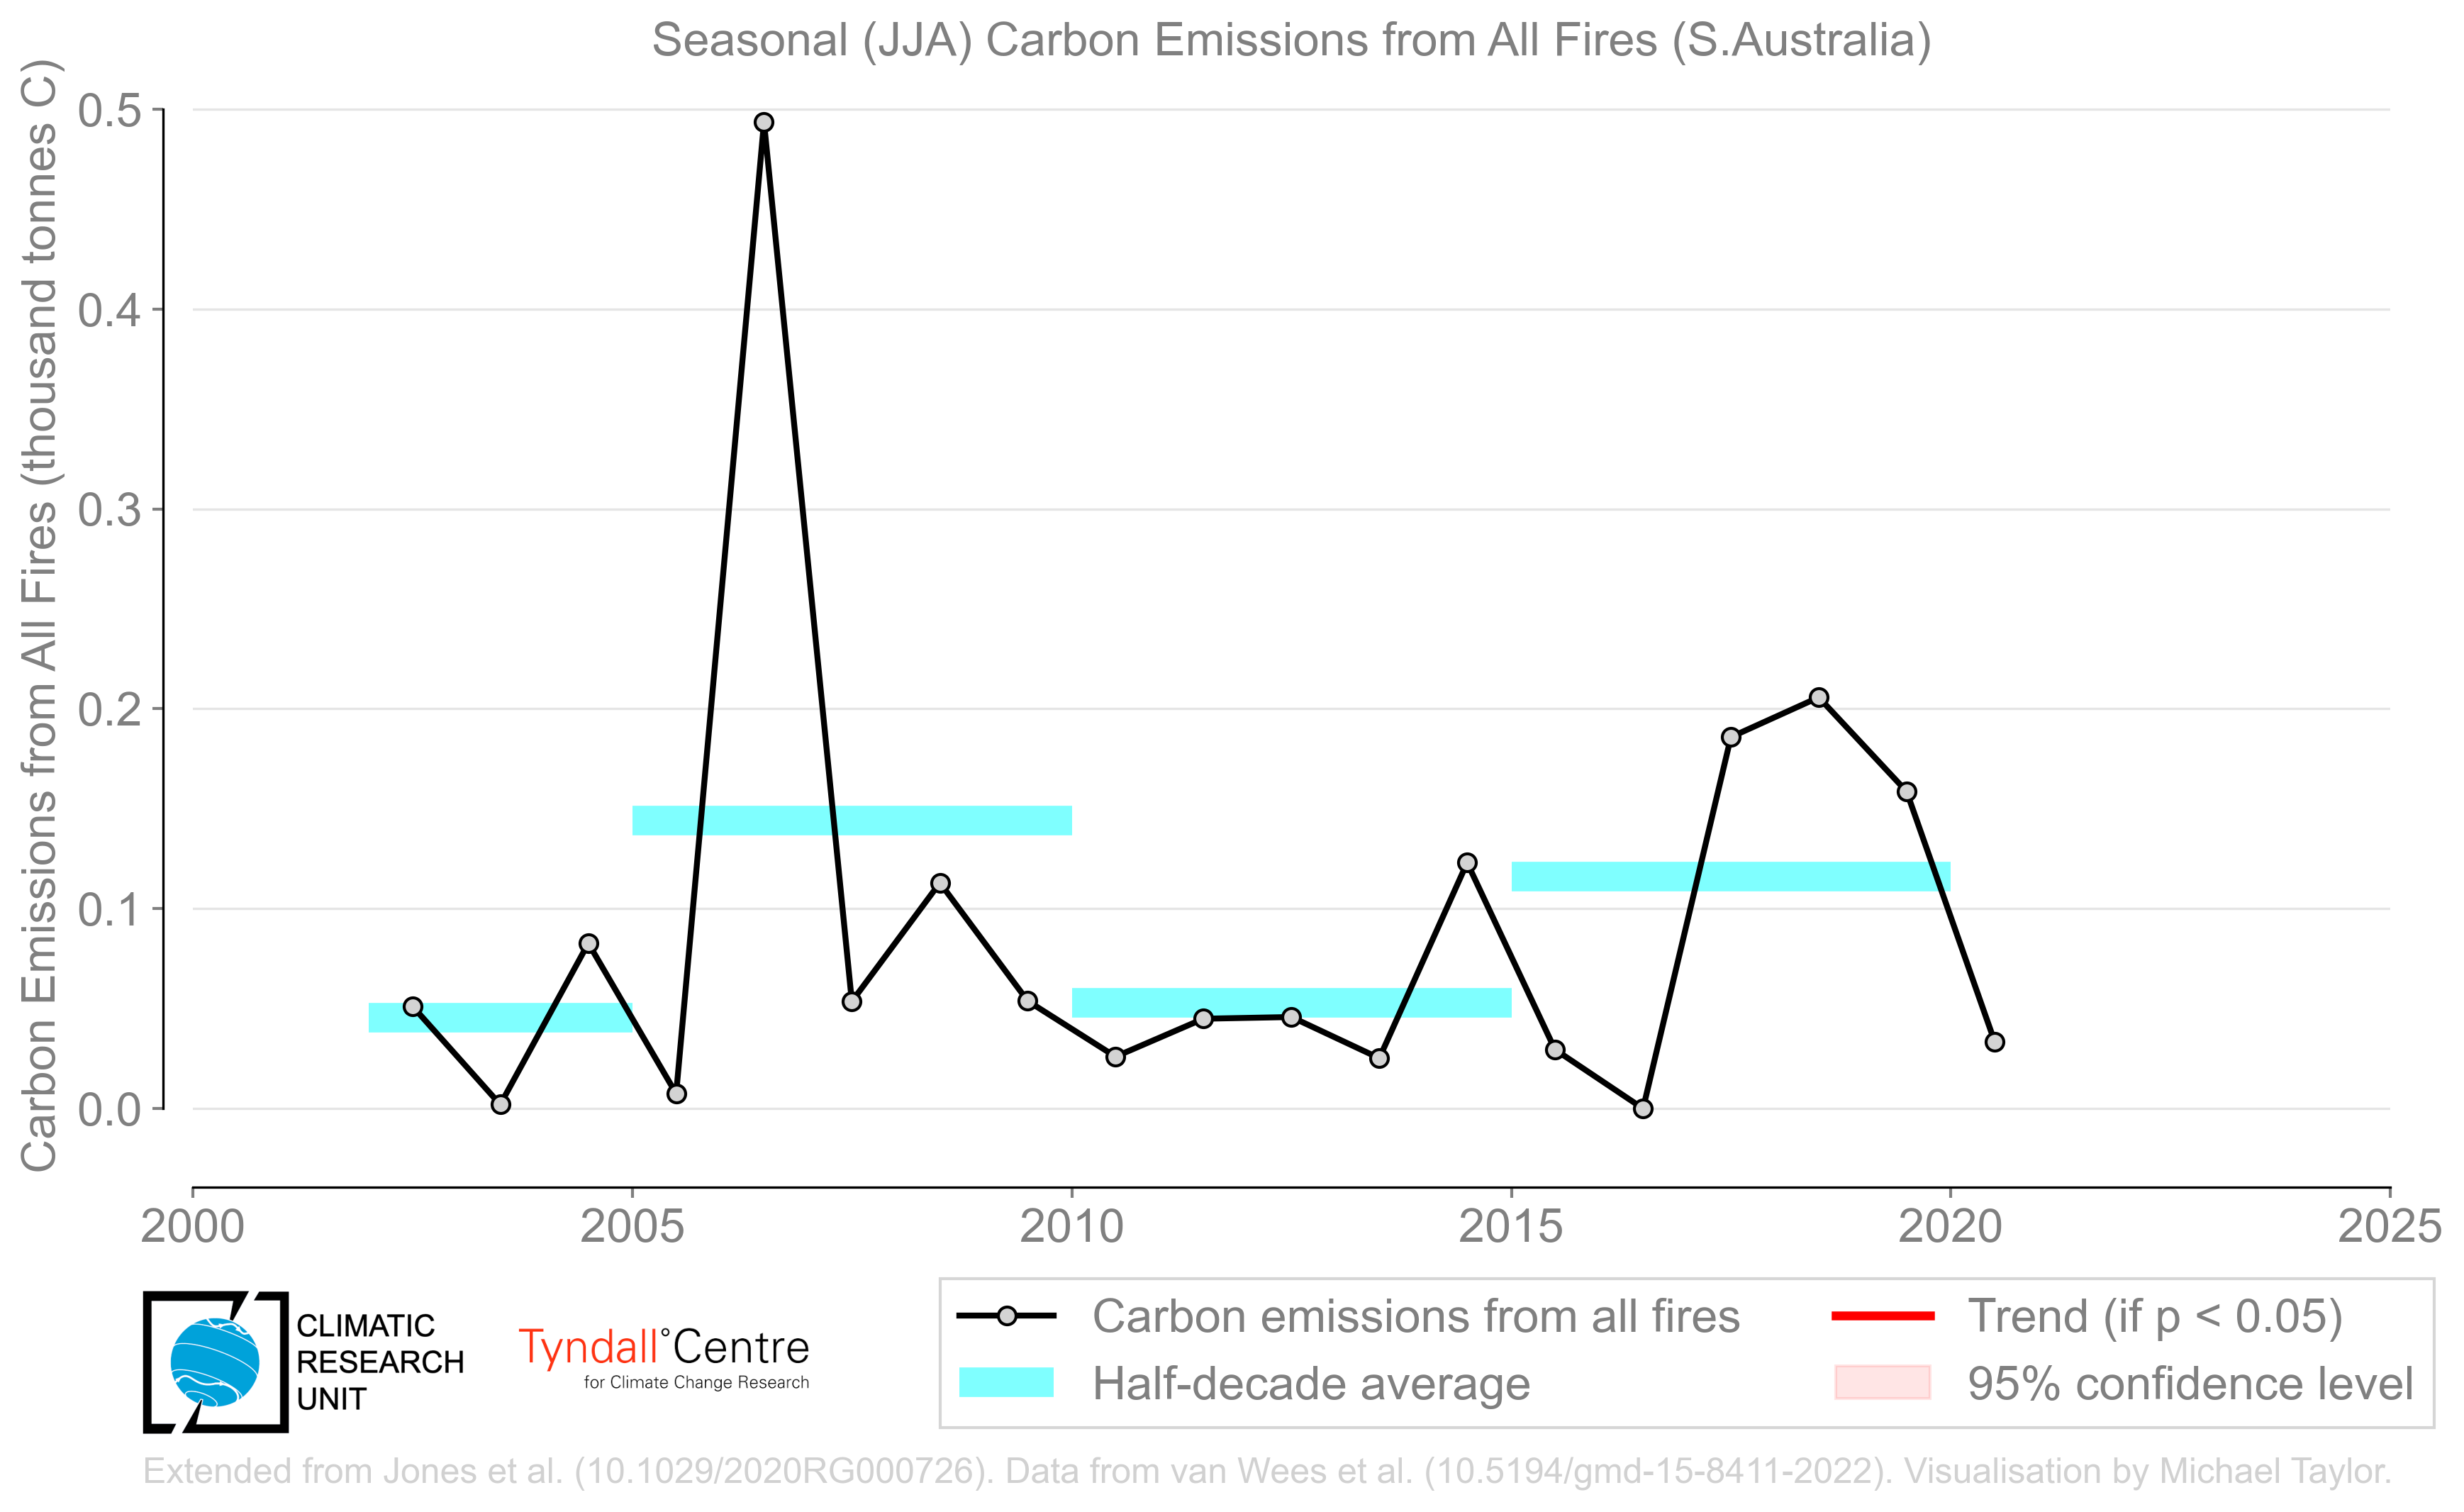 Seasonal (JJA) Carbon Emissions from All Fires (S.Australia)
Carbon Emissions from All Fires (thousand tonnes C)
0.5
0.4
0.3
0.2
0.1
0.0
2000 2005 2010 2015 2020 2025
CLIMATIC
RESEARCH
UNIT
Tyndall°Centre
for Climate Change Research
Carbon emissions from all fires
Half-decade average
Trend (if p < 0.05)
95% confidence level
Extended from Jones et al. (10.1029/2020RG000726). Data from van Wees et al. (10.5194/gmd-15-8411-2022). Visualisation by Michael Taylor.